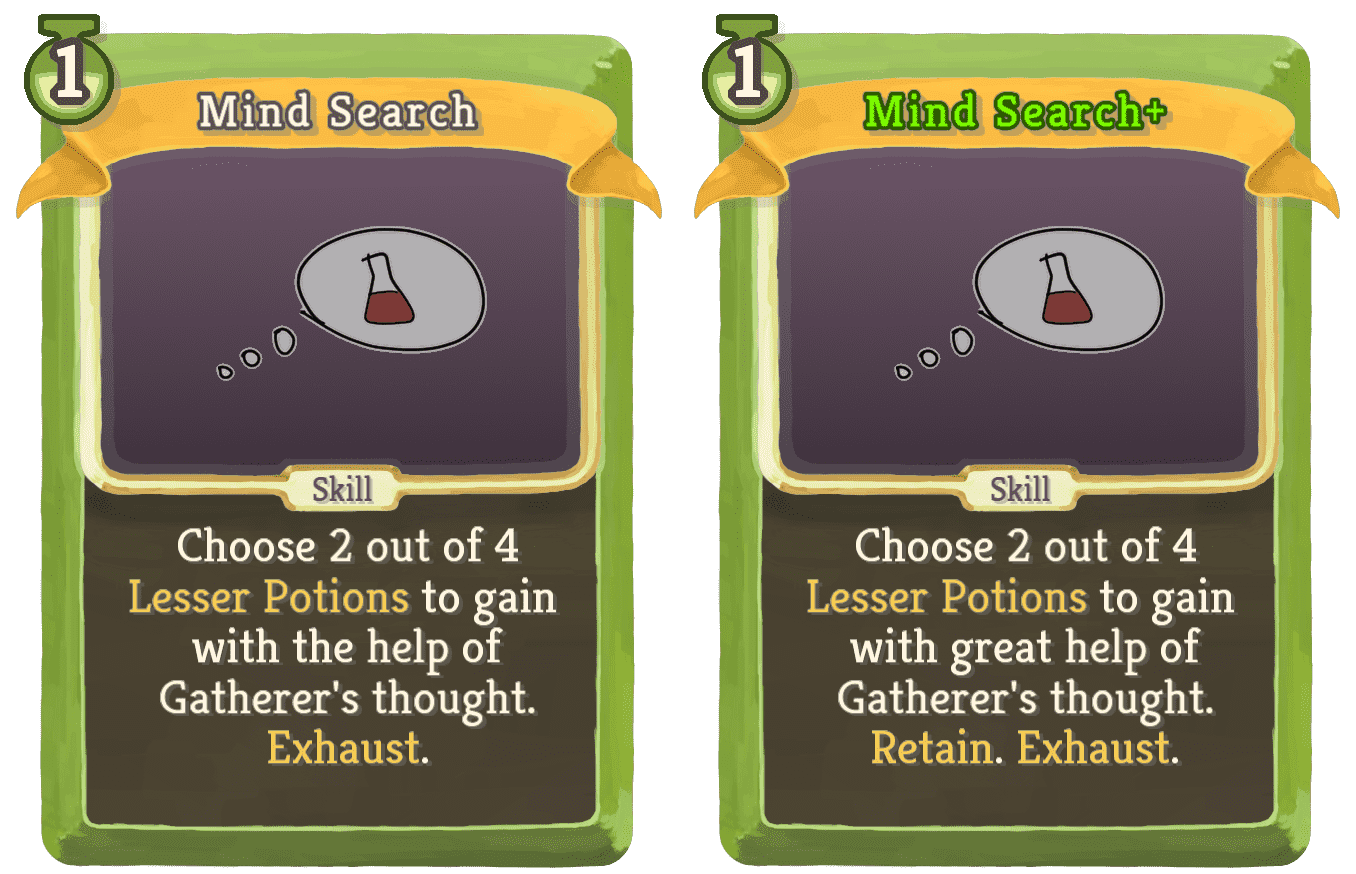 1
Mind Search
Skill
Choose 2 out of 4
Lesser Potions to gain
with the help of
Gatherer's thought.
Exhaust.
1
Mind Search+
Skill
Choose 2 out of 4
Lesser Potions to gain
with great help of
Gatherer's thought.
Retain. Exhaust.